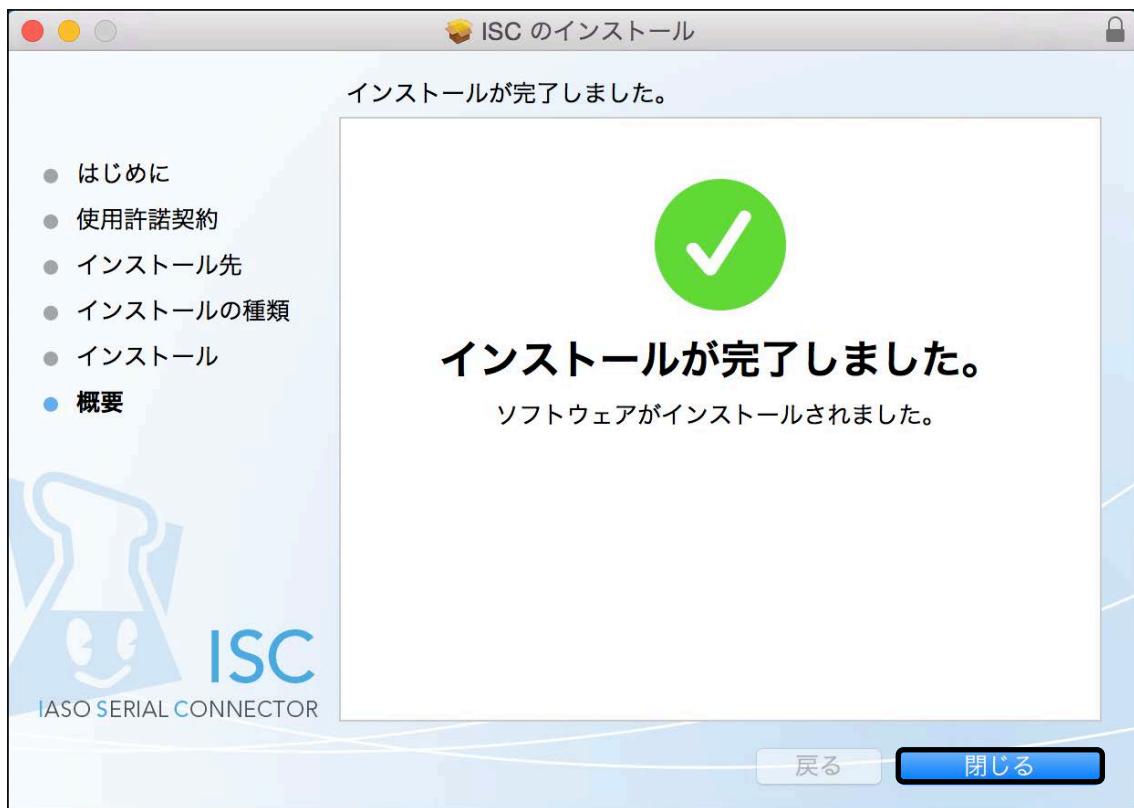 ISC のインストール
インストールが完了しました。
はじめに
使用許諾契約
インストール先
インストールの種類
インストール
概要
インストールが完了しました。
ソフトウェアがインストールされました。
ISC
IASO SERIAL CONNECTOR
戻る
閉じる